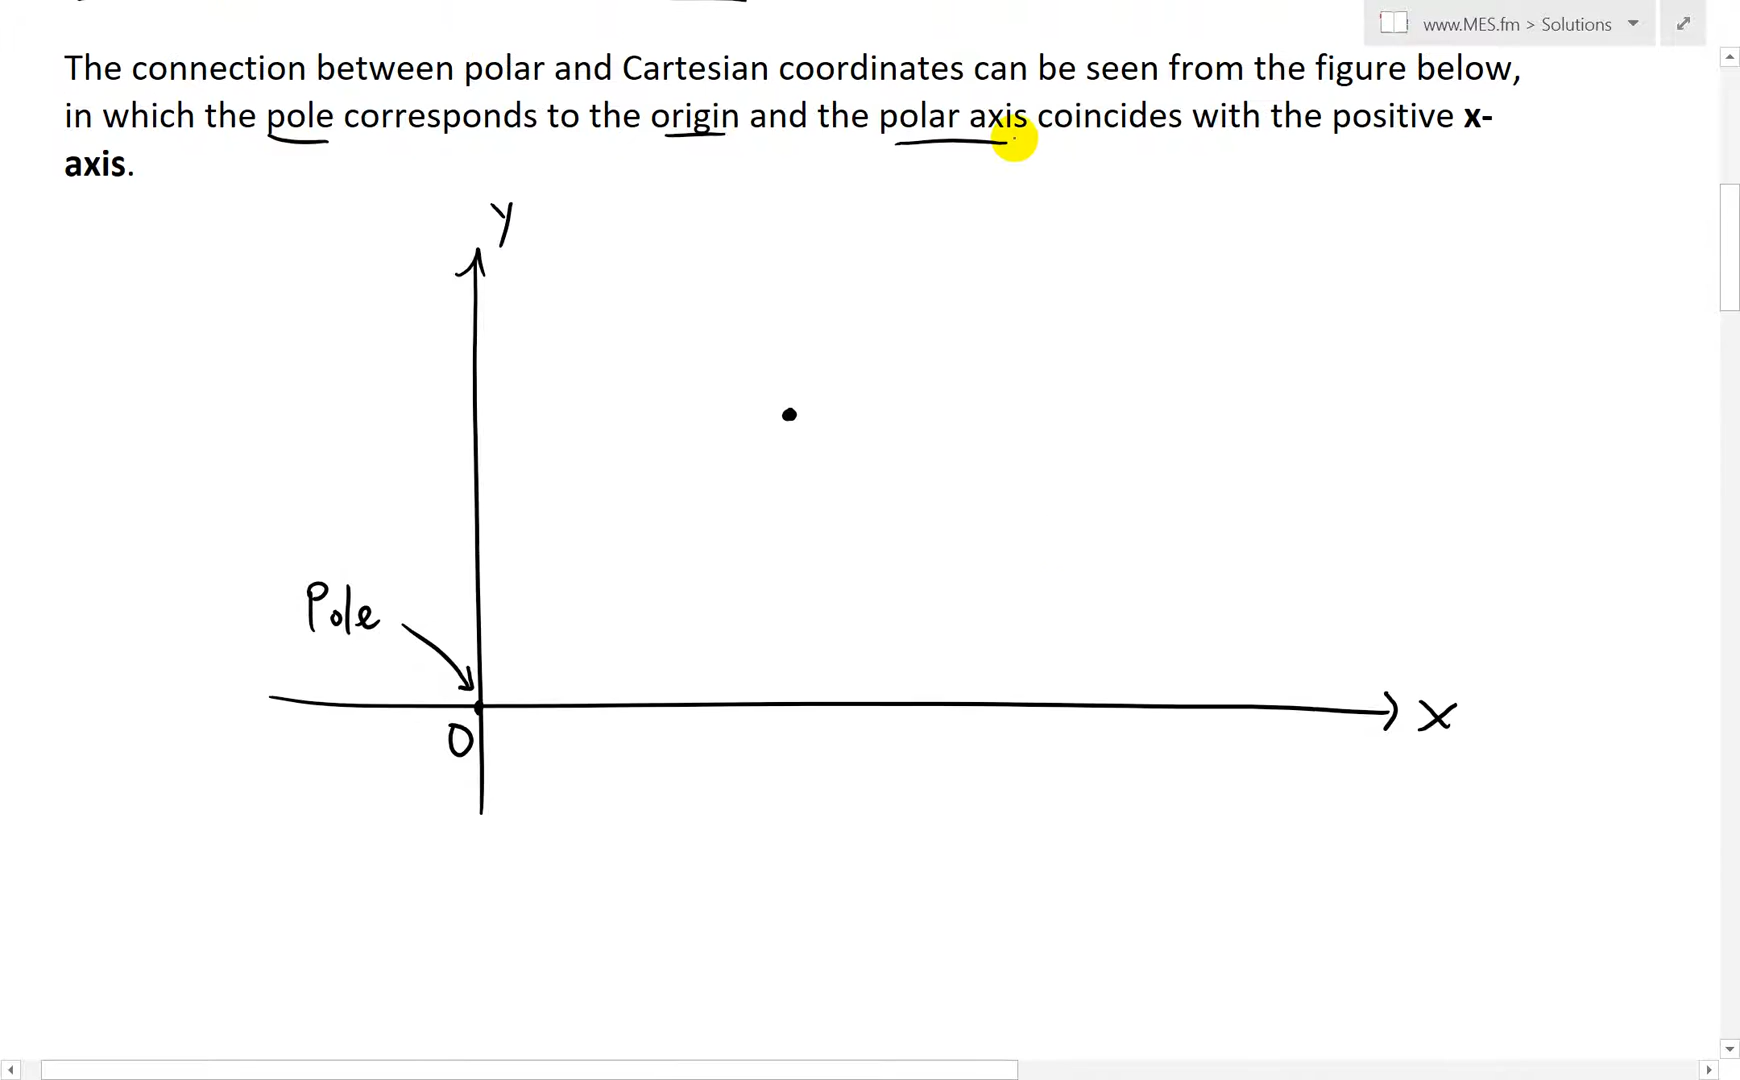 www.MES.fm > Solutions
The connection between polar and Cartesian coordinates can be seen from the figure below,
in which the pole corresponds to the origin and the polar axis coincides with the positive x-
axis.
y
Pole
O
x